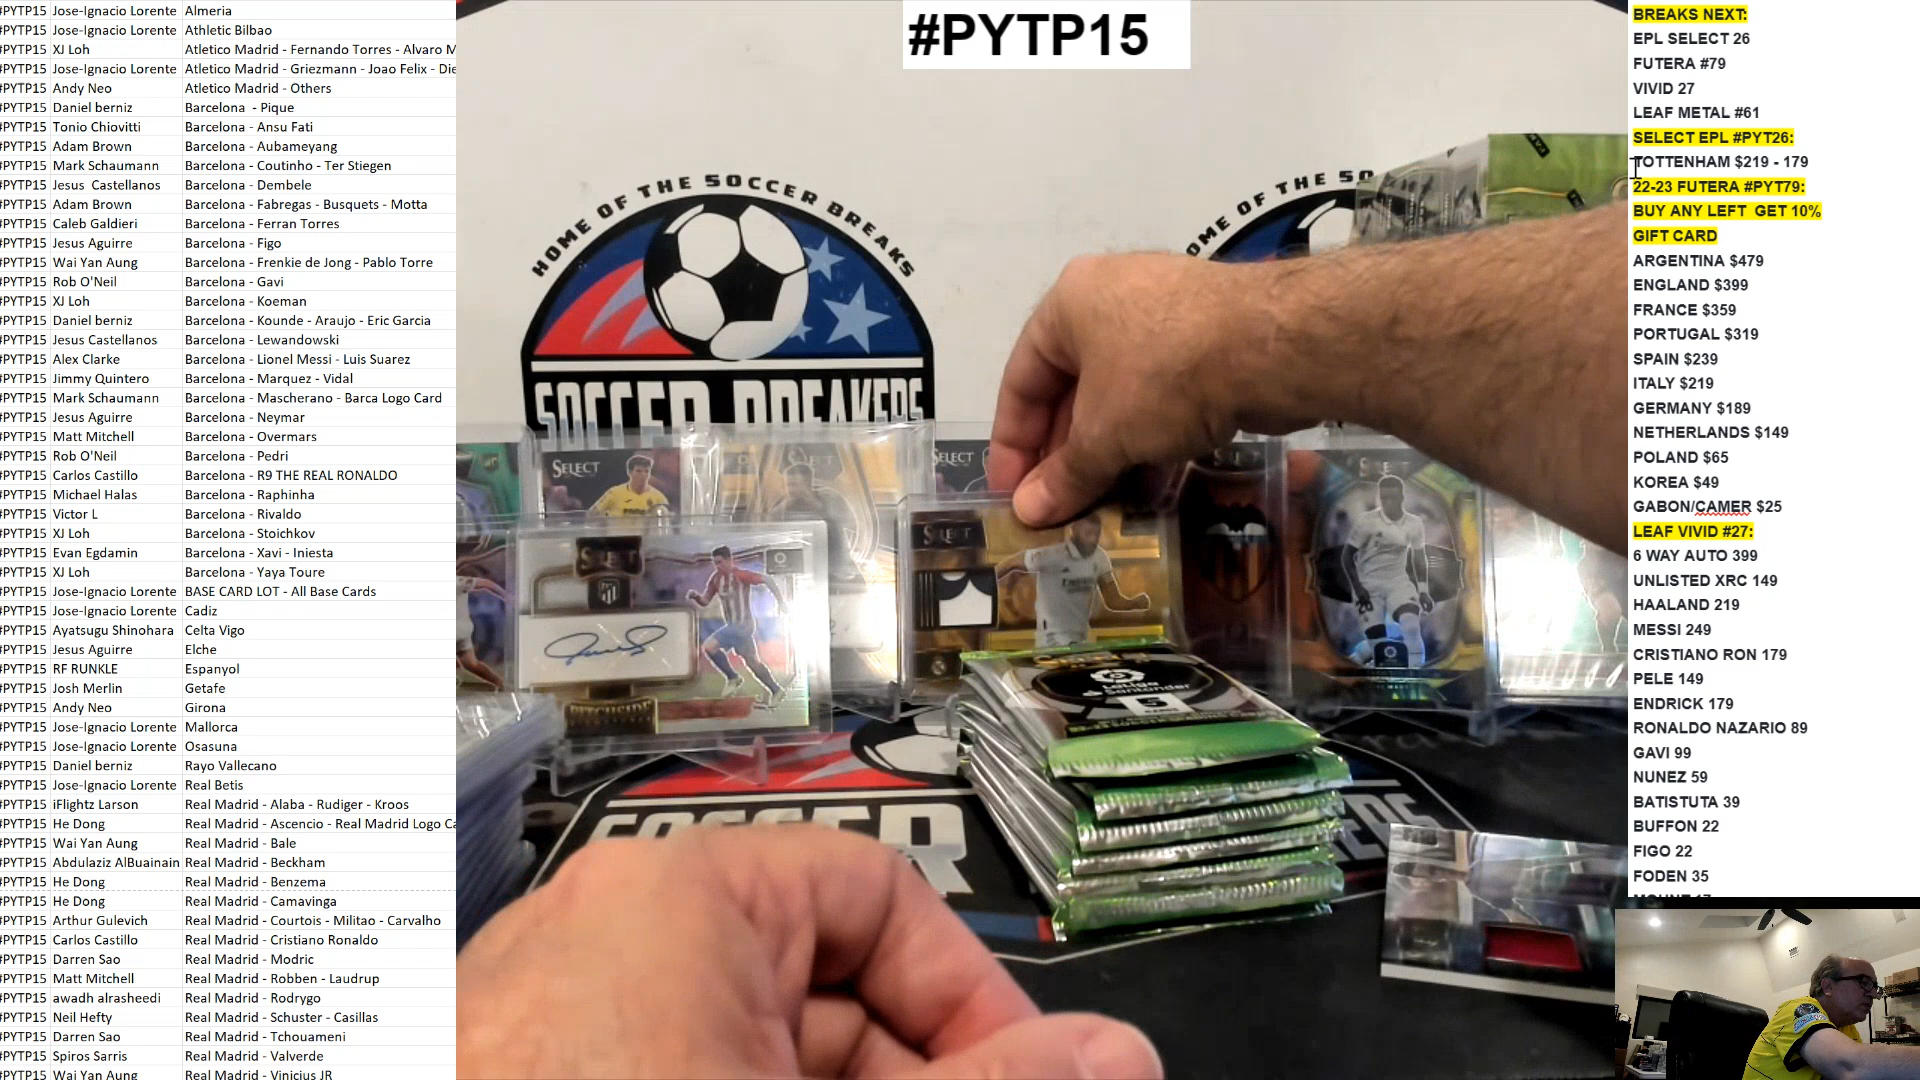 #PYTP15 Jose-Ignacio Lorente Almeria
#PYTP15 Jose-Ignacio Lorente Athletic Bilbao
#PYTP15 XJ Loh Atletico Madrid - Fernando Torres - Alvaro M
#PYTP15 Jose-Ignacio Lorente Atletico Madrid - Griezmann - Joao Felix - Die
#PYTP15 Andy Neo Atletico Madrid - Others
#PYTP15 Daniel berniz Barcelona - Pique
#PYTP15 Tonio Chiovitti Barcelona - Ansu Fati
#PYTP15 Adam Brown Barcelona - Aubameyang
#PYTP15 Mark Schaumann Barcelona - Coutinho - Ter Stiegen
#PYTP15 Jesus Castellanos Barcelona - Dembele
#PYTP15 Adam Brown Barcelona - Fabregas - Busquets - Motta
#PYTP15 Caleb Galdieri Barcelona - Ferran Torres
#PYTP15 Jesus Aguirre Barcelona - Figo
#PYTP15 Wai Yan Aung Barcelona - Frenkie de Jong - Pablo Torre
#PYTP15 Rob O'Neil Barcelona - Gavi
#PYTP15 XJ Loh Barcelona - Koeman
#PYTP15 Daniel berniz Barcelona - Kounde - Araujo - Eric Garcia
#PYTP15 Jesus Castellanos Barcelona - Lewandowski
#PYTP15 Alex Clarke Barcelona - Lionel Messi - Luis Suarez
#PYTP15 Jimmy Quintero Barcelona - Marquez - Vidal
#PYTP15 Mark Schaumann Barcelona - Mascherano - Barca Logo Card
#PYTP15 Jesus Aguirre Barcelona - Neymar
#PYTP15 Matt Mitchell Barcelona - Overmars
#PYTP15 Rob O'Neil Barcelona - Pedri
#PYTP15 Carlos Castillo Barcelona - R9 THE REAL RONALDO
#PYTP15 Michael Halas Barcelona - Raphinha
#PYTP15 Victor L Barcelona - Rivaldo
#PYTP15 XJ Loh Barcelona - Stoichkov
#PYTP15 Evan Egdamin Barcelona - Xavi - Iniesta
#PYTP15 XJ Loh Barcelona - Yaya Toure
#PYTP15 Jose-Ignacio Lorente BASE CARD LOT - All Base Cards
#PYTP15 Jose-Ignacio Lorente Cadiz
#PYTP15 Ayatsugu Shinohara Celta Vigo
#PYTP15 Jesus Aguirre Elche
#PYTP15 RF RUNKLE Espanyol
#PYTP15 Josh Merlin Getafe
#PYTP15 Andy Neo Girona
#PYTP15 Jose-Ignacio Lorente Mallorca
#PYTP15 Jose-Ignacio Lorente Osasuna
#PYTP15 Daniel berniz Rayo Vallecano
#PYTP15 Jose-Ignacio Lorente Real Betis
#PYTP15 iFlightz Larson Real Madrid - Alaba - Rudiger - Kroos
#PYTP15 He Dong Real Madrid - Ascencio - Real Madrid Logo Ca
#PYTP15 Wai Yan Aung Real Madrid - Bale
#PYTP15 Abdulaziz AlBuainain Real Madrid - Beckham
#PYTP15 He Dong Real Madrid - Benzema
#PYTP15 He Dong Real Madrid - Camavinga
#PYTP15 Arthur Gulevich Real Madrid - Courtois - Militao - Carvalho
#PYTP15 Carlos Castillo Real Madrid - Cristiano Ronaldo
#PYTP15 Darren Sao Real Madrid - Modric
#PYTP15 Matt Mitchell Real Madrid - Robben - Laudrup
#PYTP15 awadh alrasheedi Real Madrid - Rodrygo
#PYTP15 Neil Hefty Real Madrid - Schuster - Casillas
#PYTP15 Darren Sao Real Madrid - Tchouameni
#PYTP15 Spiros Sarris Real Madrid - Valverde
#PYTP15 Wai Yan Aung Real Madrid - Vinicius JR
#PYTP15
HOME OF THE SOCCER BREAKS
SOCCER BREAKERS
HOME OF THE SO
SELECT
SELECT
SELECT
SELECT
SELECT
SELECT
PITCHSIDE
Santander
5
SOCCER
ERS
BREAKS NEXT:
EPL SELECT 26
FUTERA #79
VIVID 27
LEAF METAL #61
SELECT EPL #PYT26:
TOTTENHAM $219 - 179
22-23 FUTERA #PYT79:
BUY ANY LEFT GET 10%
GIFT CARD
ARGENTINA $479
ENGLAND $399
FRANCE $359
PORTUGAL $319
SPAIN $239
ITALY $219
GERMANY $189
NETHERLANDS $149
POLAND $65
KOREA $49
GABON/CAMER $25
LEAF VIVID #27:
6 WAY AUTO 399
UNLISTED XRC 149
HAALAND 219
MESSI 249
CRISTIANO RON 179
PELE 149
ENDRICK 179
RONALDO NAZARIO 89
GAVI 99
NUNEZ 59
BATISTUTA 39
BUFFON 22
FIGO 22
FODEN 35